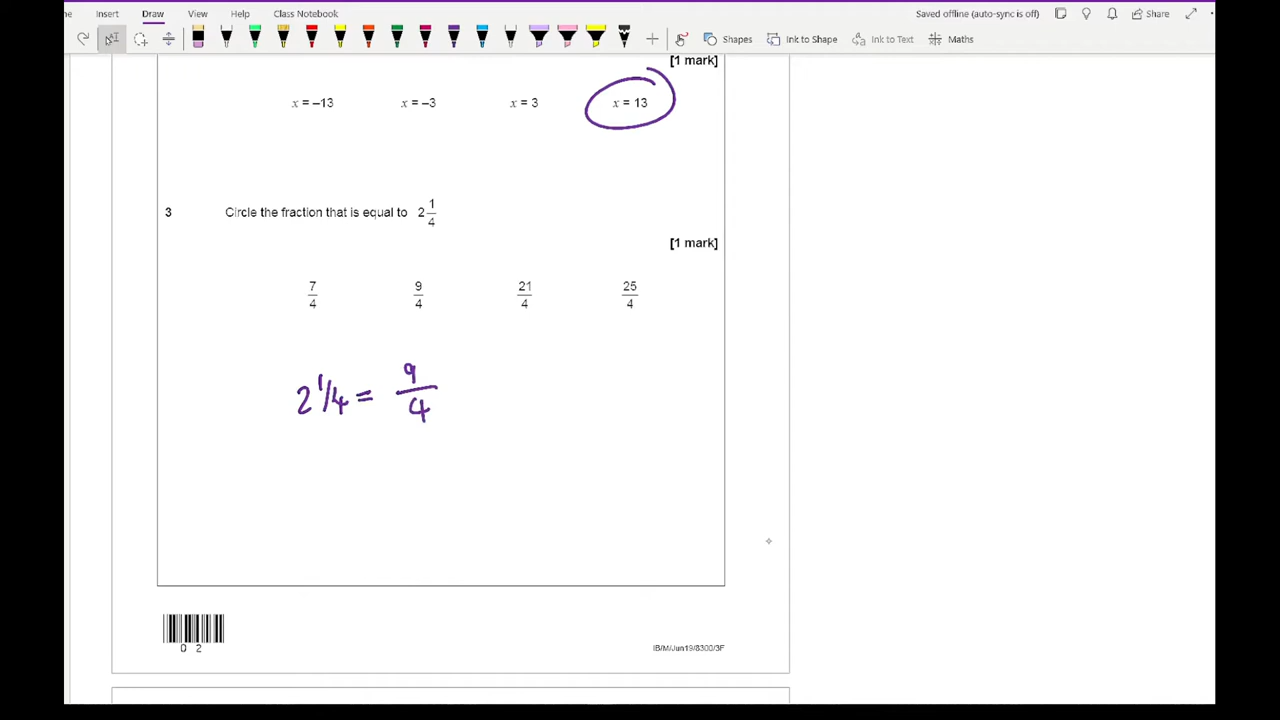 Insert Draw View Help Class Notebook Saved offline (auto-sync is off) Share
Shapes Ink to Shape Ink to Text Maths
[1 mark]
x = –13 x = –3 x = 3 x = 13
3 Circle the fraction that is equal to 2 1/4
[1 mark]
7/4 9/4 21/4 25/4
2 1/4 = 9/4
0 2
IB/M/Jun19/8300/3F